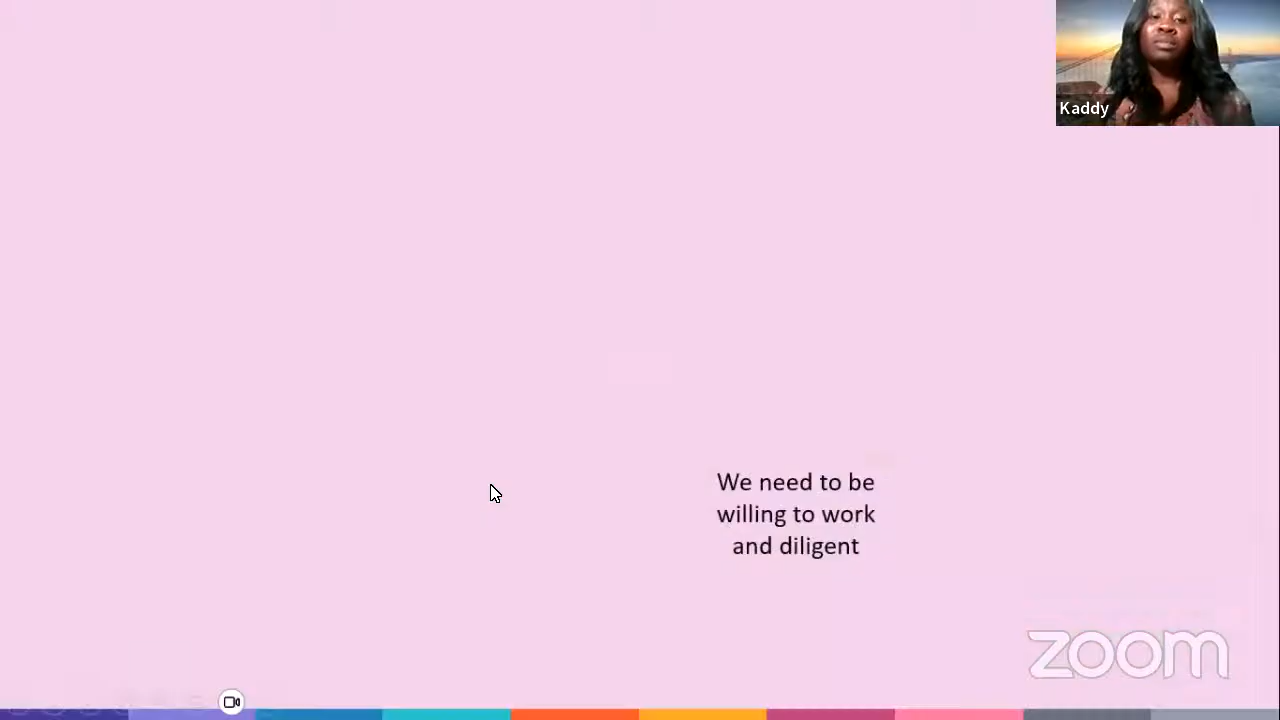 Kaddy
We need to be
willing to work
and diligent
zoom